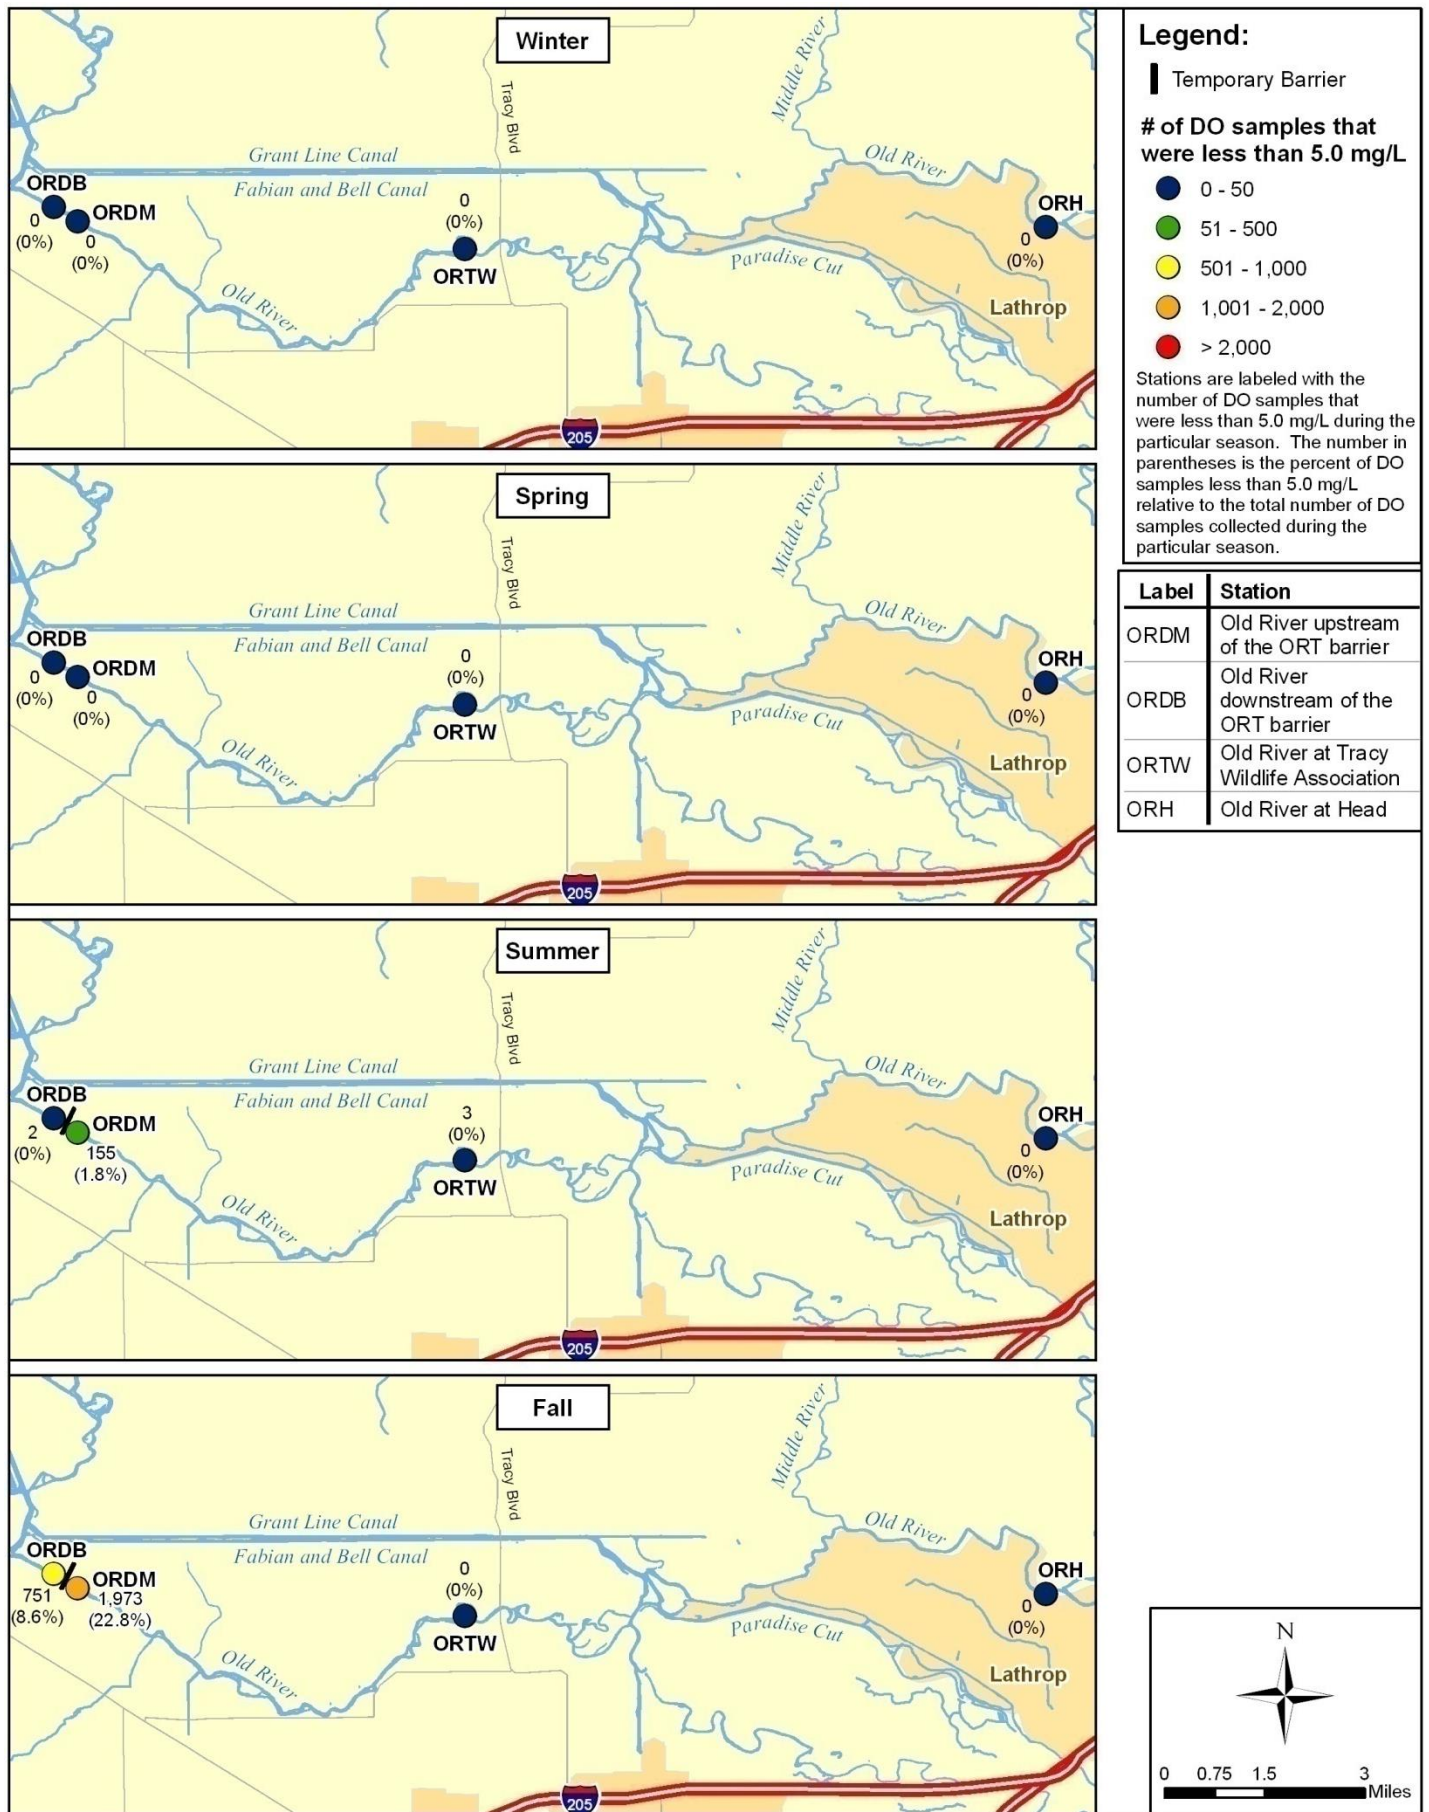 Winter
Middle River
Tracy Blvd
Grant Line Canal
Old River
Fabian and Bell Canal
ORDB
0
(0%)
ORDM
0
(0%)
0
(0%)
ORTW
ORH
0
(0%)
Paradise Cut
Old River
Lathrop
205
Spring
Middle River
Tracy Blvd
Grant Line Canal
Old River
Fabian and Bell Canal
ORDB
0
(0%)
ORDM
0
(0%)
0
(0%)
ORTW
ORH
0
(0%)
Paradise Cut
Old River
Lathrop
205
Summer
Middle River
Tracy Blvd
Grant Line Canal
Old River
Fabian and Bell Canal
ORDB
2
(0%)
ORDM
155
(1.8%)
3
(0%)
ORTW
ORH
0
(0%)
Paradise Cut
Old River
Lathrop
205
Fall
Middle River
Tracy Blvd
Grant Line Canal
Old River
Fabian and Bell Canal
ORDB
751
(8.6%)
ORDM
1,973
(22.8%)
0
(0%)
ORTW
ORH
0
(0%)
Paradise Cut
Old River
Lathrop
205
Legend:
Temporary Barrier
# of DO samples that
were less than 5.0 mg/L
0 - 50
51 - 500
501 - 1,000
1,001 - 2,000
> 2,000
Stations are labeled with the
number of DO samples that
were less than 5.0 mg/L during the
particular season. The number in
parentheses is the percent of DO
samples less than 5.0 mg/L
relative to the total number of DO
samples collected during the
particular season.
Label Station
ORDM Old River upstream
of the ORT barrier
ORDB Old River
downstream of the
ORT barrier
ORTW Old River at Tracy
Wildlife Association
ORH Old River at Head
N
0 0.75 1.5 3
Miles